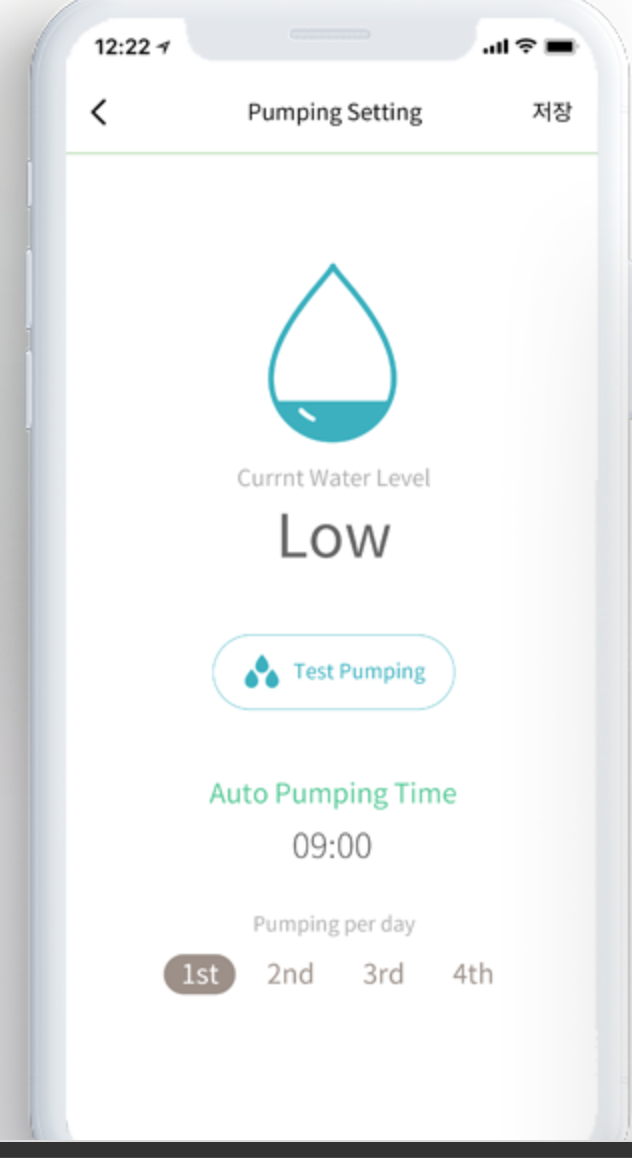 12:22
Pumping Setting 저장
Currnt Water Level
Low
Test Pumping
Auto Pumping Time
09:00
Pumping per day
1st 2nd 3rd 4th